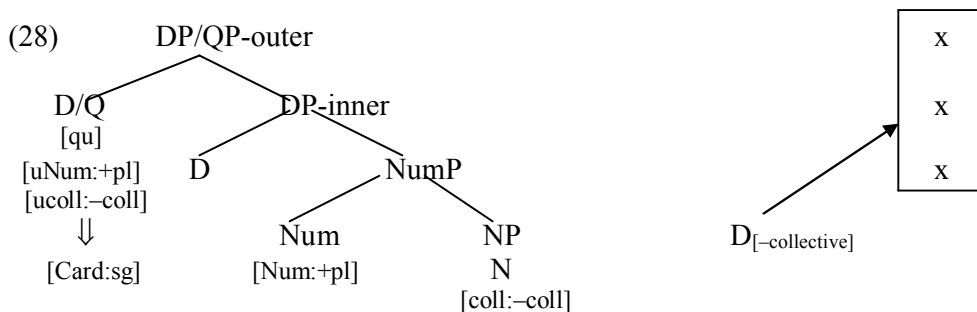 (28) DP/QP-outer x
D/Q DP-inner x
[qu]
[uNum:+pl] D NumP x
[ucoll:–coll]
⇓ Num NP D[–collective]
[Card:sg] [Num:+pl] N
[coll:–coll]